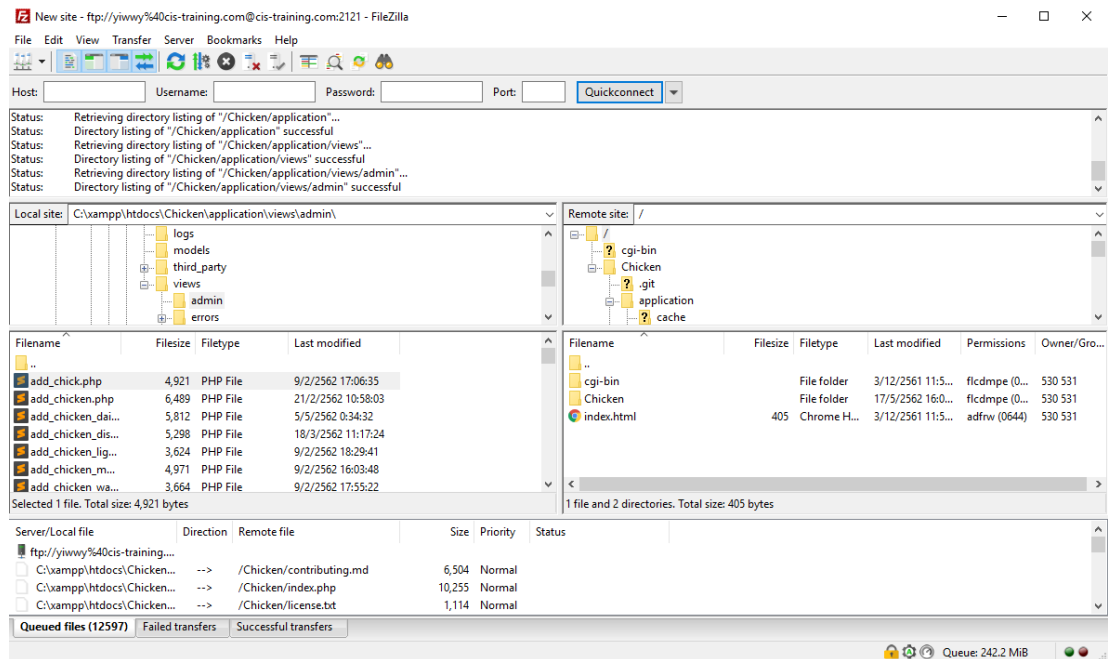 New site - ftp://yiwwy%40cis-training.com@cis-training.com:2121 - FileZilla
File Edit View Transfer Server Bookmarks Help
Host: Username: Password: Port: Quickconnect
Status: Retrieving directory listing of "/Chicken/application"...
Status: Directory listing of "/Chicken/application" successful
Status: Retrieving directory listing of "/Chicken/application/views"...
Status: Directory listing of "/Chicken/application/views" successful
Status: Retrieving directory listing of "/Chicken/application/views/admin"...
Status: Directory listing of "/Chicken/application/views/admin" successful
Local site: C:\xampp\htdocs\Chicken\application\views\admin\
logs
models
third_party
views
admin
errors
Remote site: /
/
? cgi-bin
Chicken
? .git
application
? cache
Filename Filesize Filetype Last modified
..
add_chick.php 4,921 PHP File 9/2/2562 17:06:35
add_chicken.php 6,489 PHP File 21/2/2562 10:58:03
add_chicken_dai... 5,812 PHP File 5/5/2562 0:34:32
add_chicken_dis... 5,298 PHP File 18/3/2562 11:17:24
add_chicken_lig... 3,624 PHP File 9/2/2562 18:29:41
add_chicken_m... 4,971 PHP File 9/2/2562 16:03:48
add_chicken_wa... 3,664 PHP File 9/2/2562 17:55:22
Selected 1 file. Total size: 4,921 bytes
Filename Filesize Filetype Last modified Permissions Owner/Gro...
..
cgi-bin File folder 3/12/2561 11:5... flcdmpe (0... 530 531
Chicken File folder 17/5/2562 16:0... flcdmpe (0... 530 531
index.html 405 Chrome H... 3/12/2561 11:5... adfrw (0644) 530 531
1 file and 2 directories. Total size: 405 bytes
Server/Local file Direction Remote file Size Priority Status
ftp://yiwwy%40cis-training....
C:\xampp\htdocs\Chicken... --> /Chicken/contributing.md 6,504 Normal
C:\xampp\htdocs\Chicken... --> /Chicken/index.php 10,255 Normal
C:\xampp\htdocs\Chicken... --> /Chicken/license.txt 1,114 Normal
Queued files (12597) Failed transfers Successful transfers
Queue: 242.2 MiB